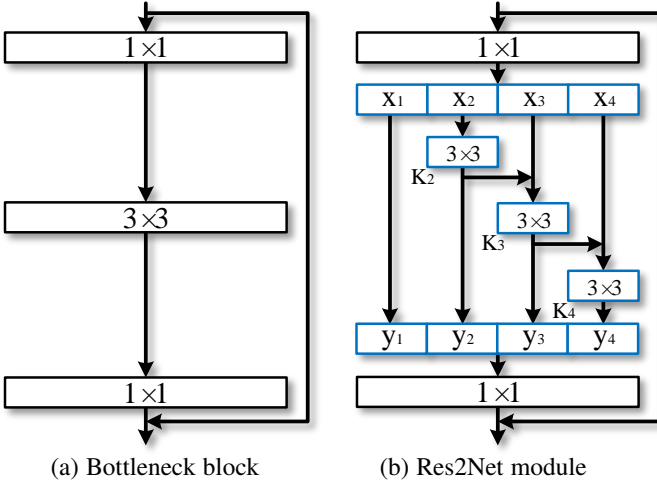 1×1
3×3
1×1
(a) Bottleneck block
1×1
x1 x2 x3 x4
3×3
K2
3×3
K3
3×3
K4
y1 y2 y3 y4
1×1
(b) Res2Net module